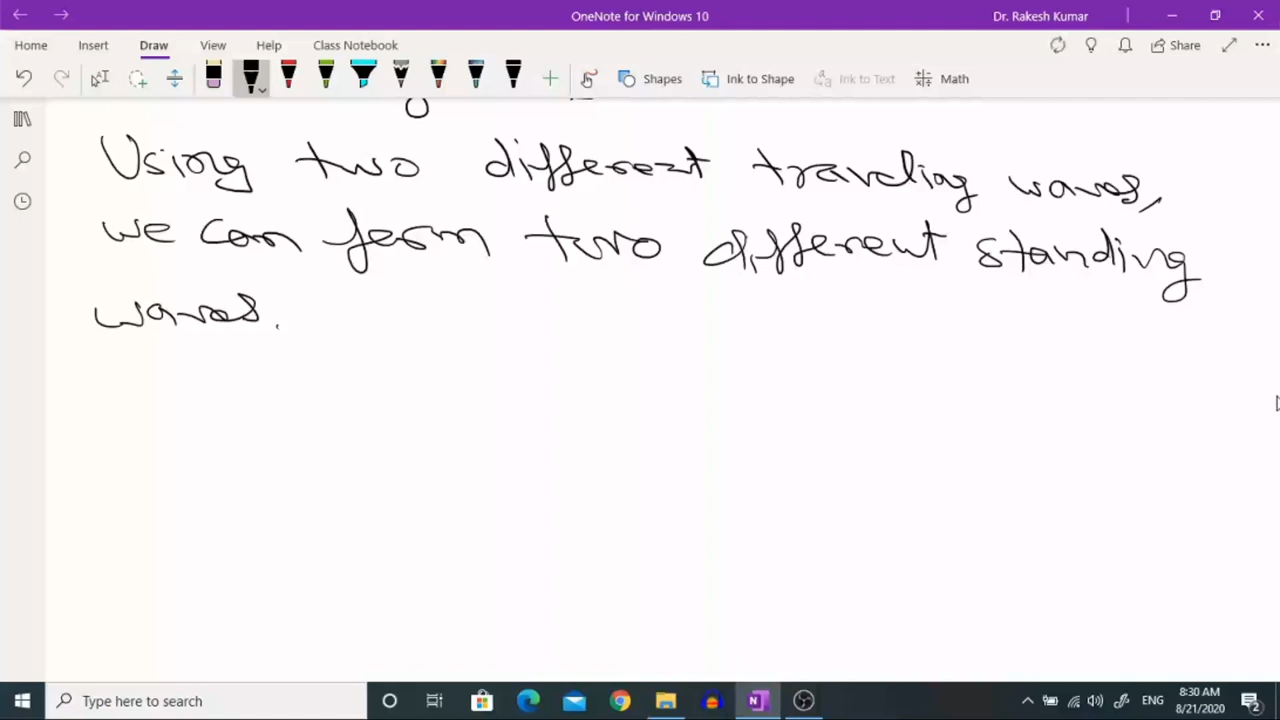 OneNote for Windows 10
Dr. Rakesh Kumar
Home Insert Draw View Help Class Notebook
Share
Shapes Ink to Shape Ink to Text Math
Using two different traveling waves,
we can form two different standing
waves.
Type here to search
ENG
8:30 AM
8/21/2020
2